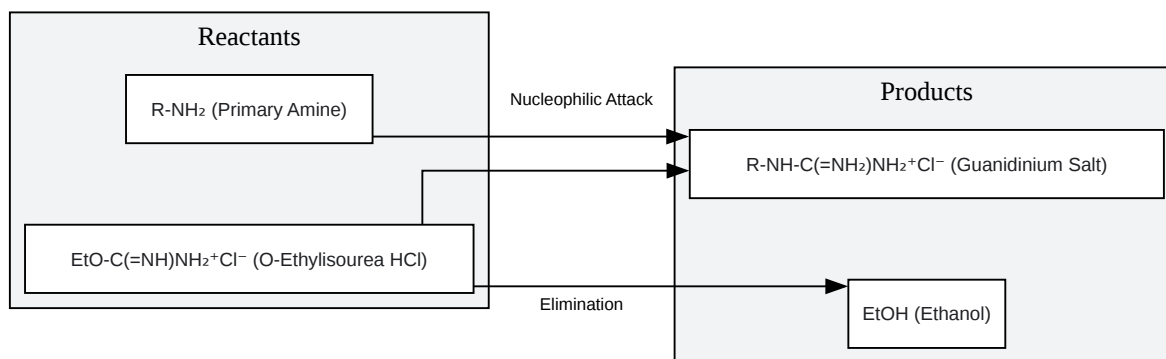 Reactants
R-NH₂ (Primary Amine)
EtO-C(=NH)NH₂⁺Cl⁻ (O-Ethylisourea HCl)
Nucleophilic Attack
Elimination
Products
R-NH-C(=NH₂)NH₂⁺Cl⁻ (Guanidinium Salt)
EtOH (Ethanol)